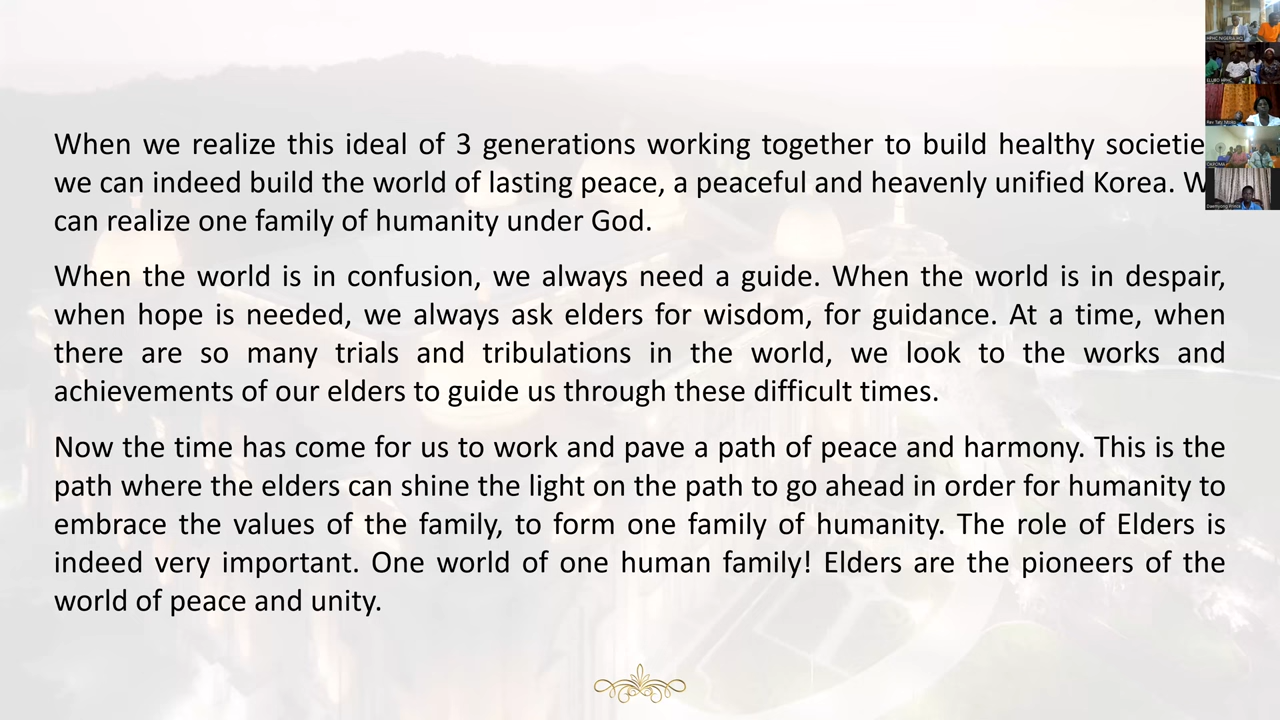 When we realize this ideal of 3 generations working together to build healthy societie
we can indeed build the world of lasting peace, a peaceful and heavenly unified Korea. W
can realize one family of humanity under God.
When the world is in confusion, we always need a guide. When the world is in despair,
when hope is needed, we always ask elders for wisdom, for guidance. At a time, when
there are so many trials and tribulations in the world, we look to the works and
achievements of our elders to guide us through these difficult times.
Now the time has come for us to work and pave a path of peace and harmony. This is the
path where the elders can shine the light on the path to go ahead in order for humanity to
embrace the values of the family, to form one family of humanity. The role of Elders is
indeed very important. One world of one human family! Elders are the pioneers of the
world of peace and unity.
HPHC NIGERIA HQ